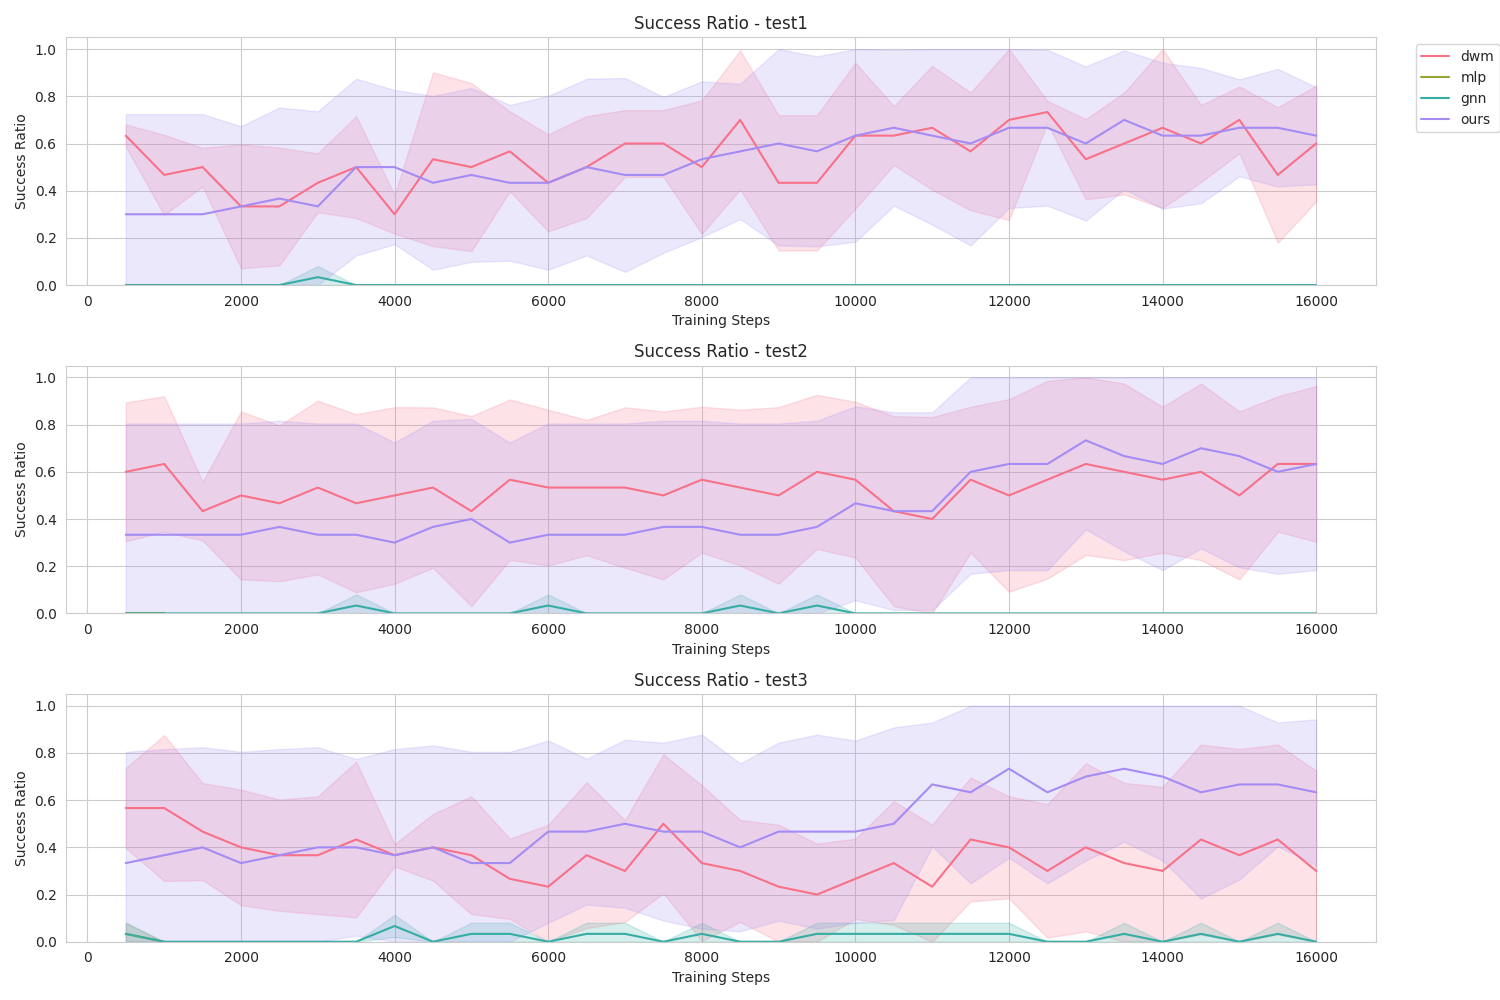 Success Ratio - test1
dwm
mlp
gnn
ours
Success Ratio
1.0
0.8
0.6
0.4
0.2
0.0
0 2000 4000 6000 8000 10000 12000 14000 16000
Training Steps
Success Ratio - test2
Success Ratio
1.0
0.8
0.6
0.4
0.2
0.0
0 2000 4000 6000 8000 10000 12000 14000 16000
Training Steps
Success Ratio - test3
Success Ratio
1.0
0.8
0.6
0.4
0.2
0.0
0 2000 4000 6000 8000 10000 12000 14000 16000
Training Steps